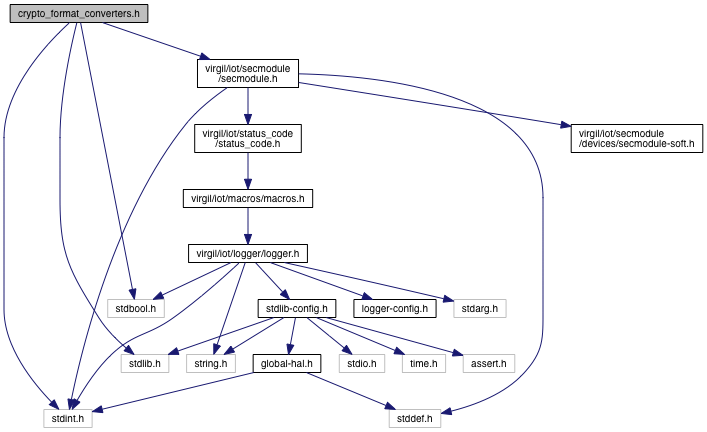 crypto_format_converters.h
virgil/iot/secmodule
/secmodule.h
virgil/iot/status_code
/status_code.h
virgil/iot/secmodule
/devices/secmodule-soft.h
virgil/iot/macros/macros.h
virgil/iot/logger/logger.h
stdbool.h
stdlib-config.h
logger-config.h
stdarg.h
stdlib.h
string.h
global-hal.h
stdio.h
time.h
assert.h
stdint.h
stddef.h